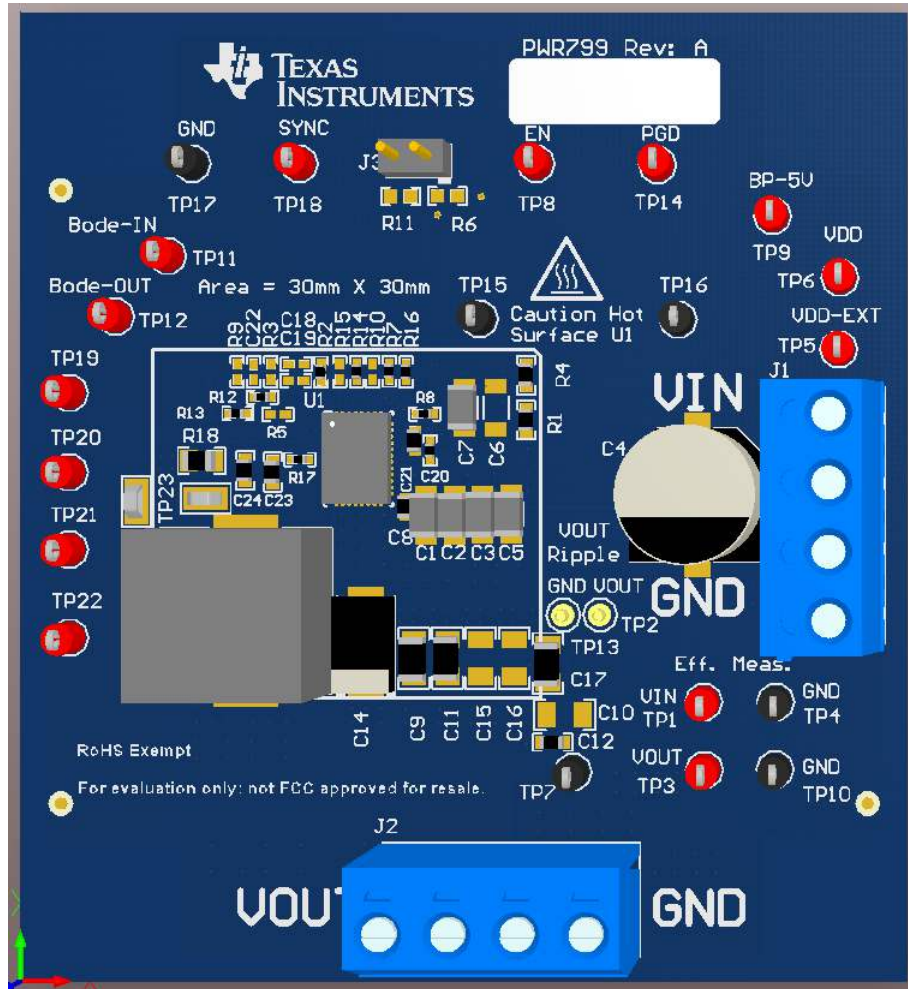 PWR799 Rev: A
TEXAS
INSTRUMENTS
GND
SYNC
EN
PGD
J3
TP17
TP18
R11
R6
TP8
TP14
BP-5V
TP9
VDD
TP6
Bode-IN
TP11
Bode-OUT
TP12
Area = 30mm X 30mm
TP15
TP16
Caution Hot
Surface U1
VDD-EXT
TP5
J1
TP19
R9
C22
R3
C19
C18
R2
R15
R14
R10
R7
R16
R12
U1
R13
R5
R8
R4
R1
VIN
C4
TP20
R18
R17
C7
C6
C21
C20
C24
C23
TP23
TP21
C8
C1
C2
C3
C5
VOUT
Ripple
GND
VOUT
GND
TP2
TP13
TP22
C17
Eff. Meas.
VIN
TP1
GND
TP4
C14
C9
C11
C15
C16
C10
C12
RoHS Exempt
VOUT
TP3
GND
TP10
For evaluation only; not FCC approved for resale.
TP7
J2
VOUT
GND